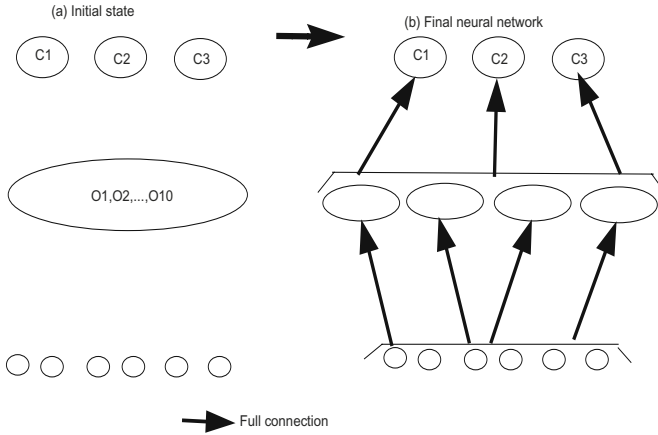 (a) Initial state
(b) Final neural network
C1 C2 C3
C1 C2 C3
O1,O2,...,O10
Full connection